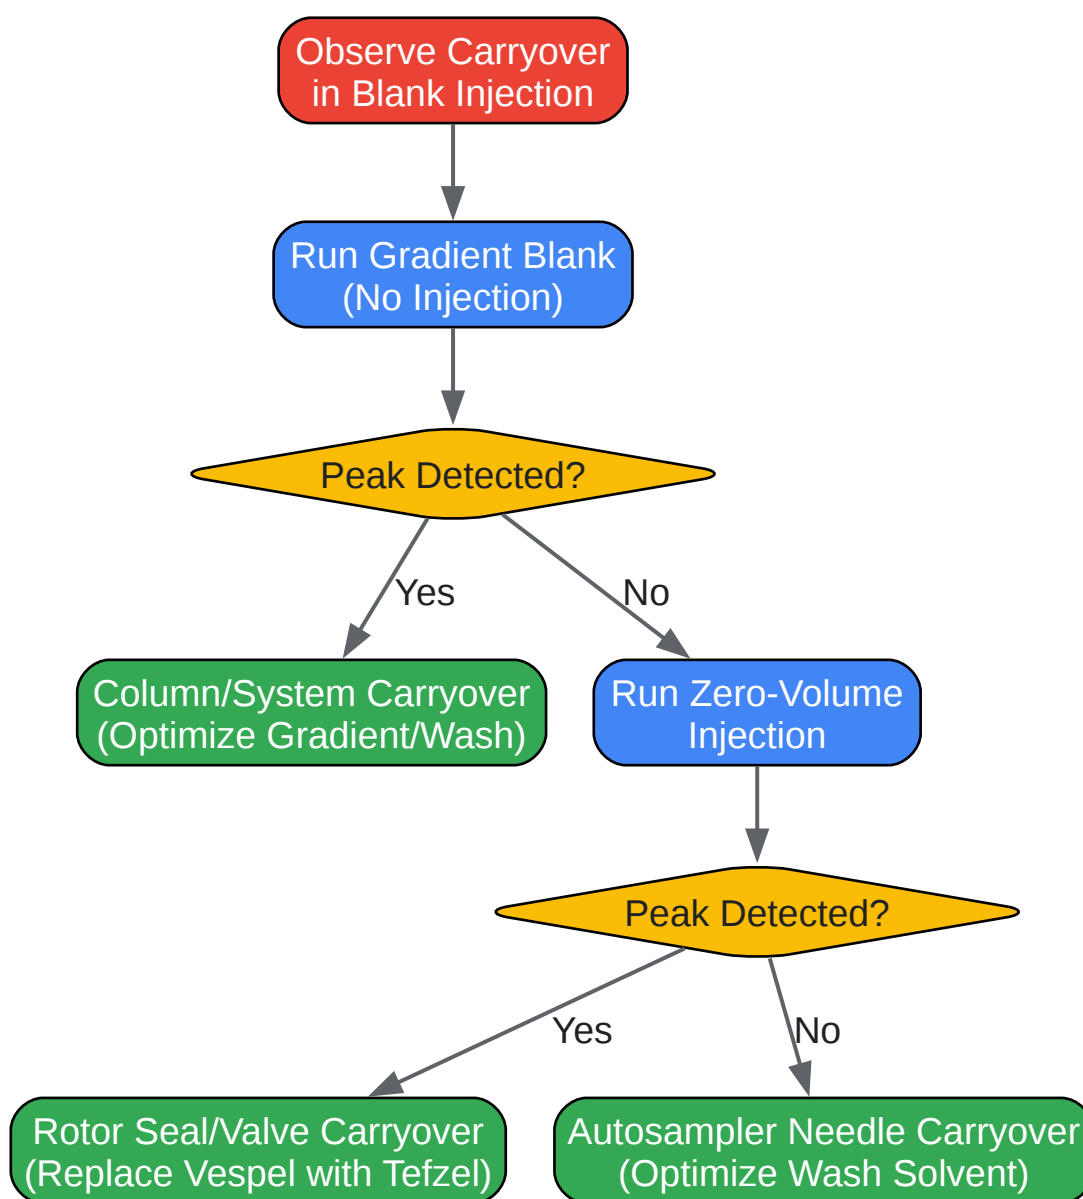 Observe Carryover
in Blank Injection
Run Gradient Blank
(No Injection)
Peak Detected?
Yes
No
Column/System Carryover
(Optimize Gradient/Wash)
Run Zero-Volume
Injection
Peak Detected?
Yes
No
Rotor Seal/Valve Carryover
(Replace Vespel with Tefzel)
Autosampler Needle Carryover
(Optimize Wash Solvent)